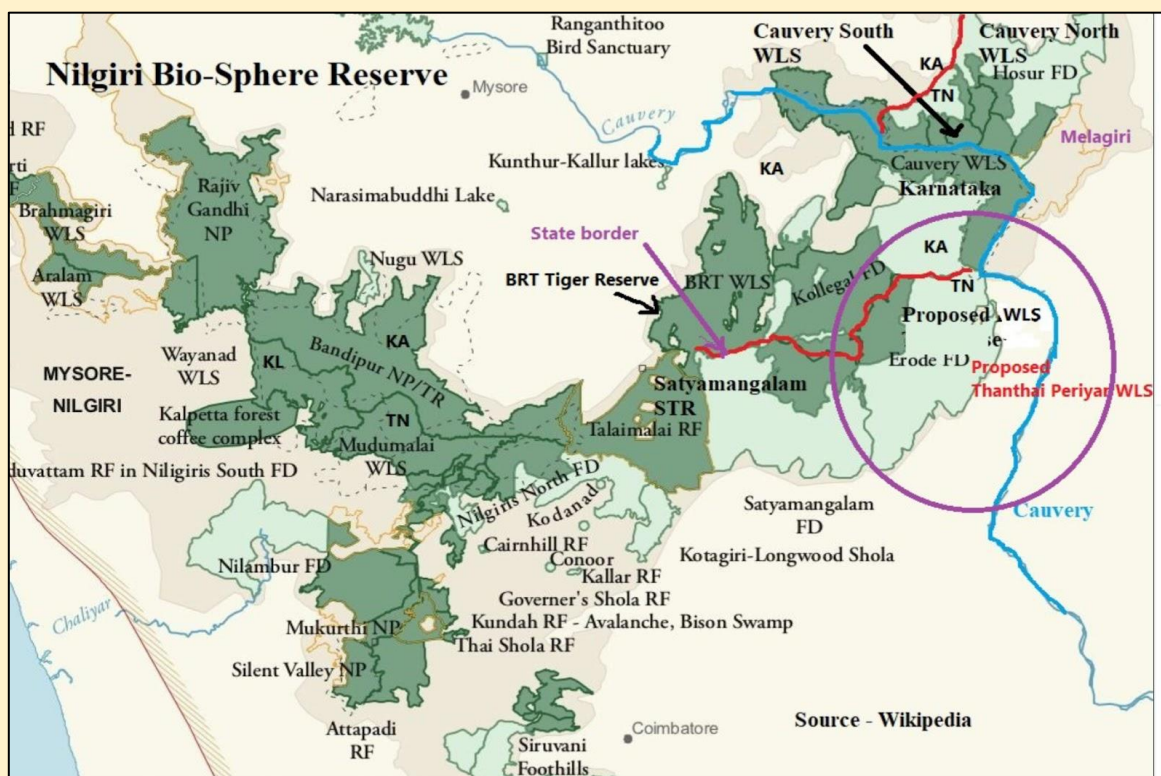 Ranganthitoo
Bird Sanctuary
Cauvery South
WLS
Cauvery North
WLS
Hosur FD
KA
TN
Nilgiri Bio-Sphere Reserve
Mysore
Cauvery
d RF
Melagiri
Kunthur-Kallur lakes
KA
Cauvery WLS
Karnataka
rti
F
Rajiv
Gandhi
NP
Narasimabuddhi Lake
Brahmagiri
WLS
State border
KA
Aralam
WLS
Nugu WLS
BRT Tiger Reserve
BRT WLS
Kollegal FD
TN
Proposed
WLS
se-
Erode FD
Proposed
Thanthai Periyar WLS
Wayanad
WLS
KL
KA
Bandipur NP/TR
MYSORE-
NILGIRI
Satyamangalam
STR
Talaimalai RF
Kalpetta forest
coffee complex
TN
Mudumalai
WLS
duvattam RF in Niligiris South FD
Nilgiris North FD
Kodanad
Satyamangalam
FD
Cauvery
Cairnhill RF
Kotagiri-Longwood Shola
Conoor
Nilambur FD
Kallar RF
Governer's Shola RF
Chaliyar
Mukurthi NP
Kundah RF - Avalanche, Bison Swamp
Thai Shola RF
Silent Valley NP
Attapadi
RF
Siruvani
Foothills
Coimbatore
Source - Wikipedia